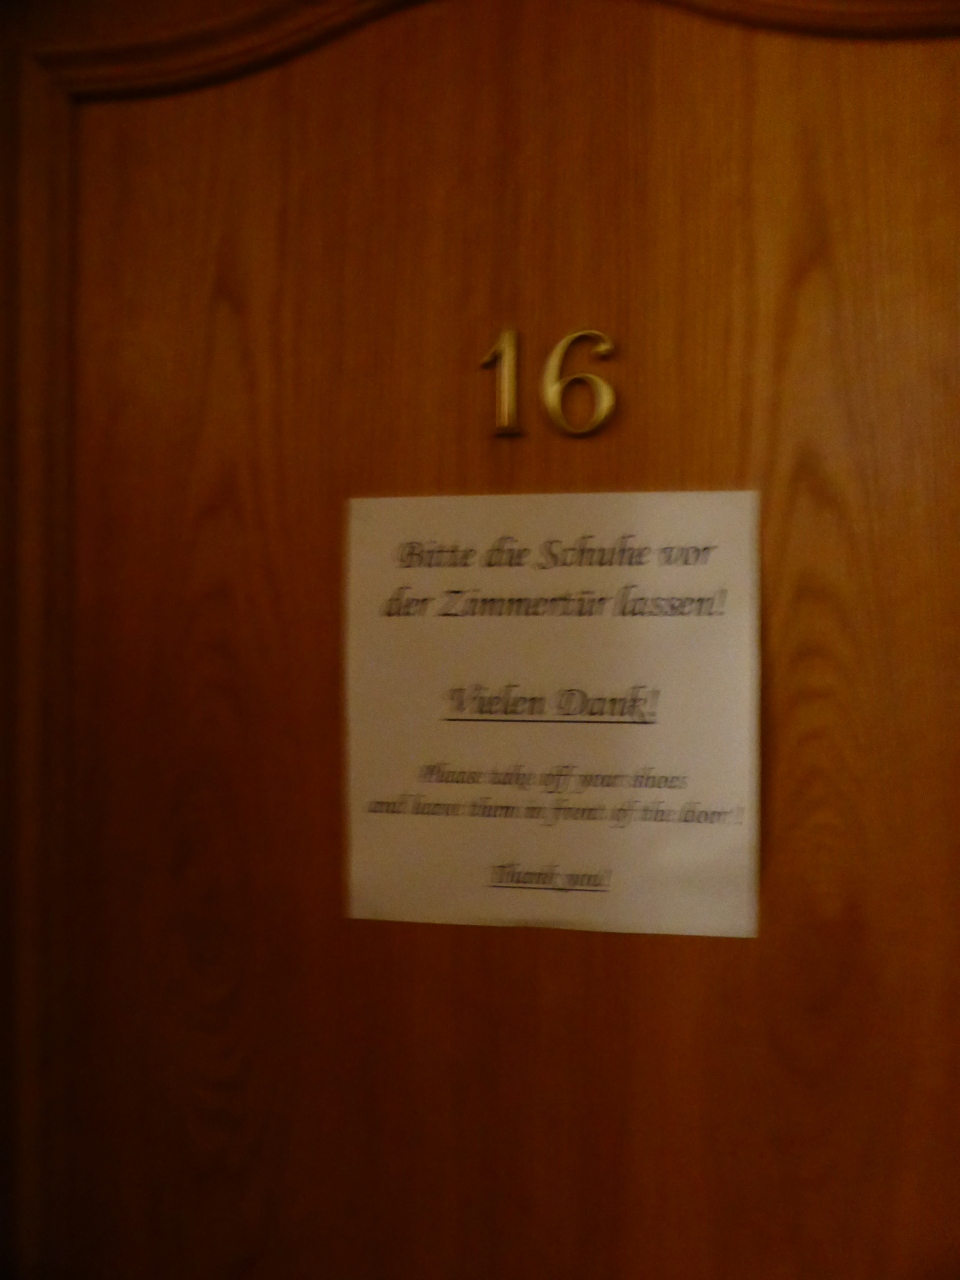 16
Bitte die Schuhe vor
der Zimmertür lassen!
Vielen Dank!
Please take off your shoes
and leave them in front of the door!!
Thank you!